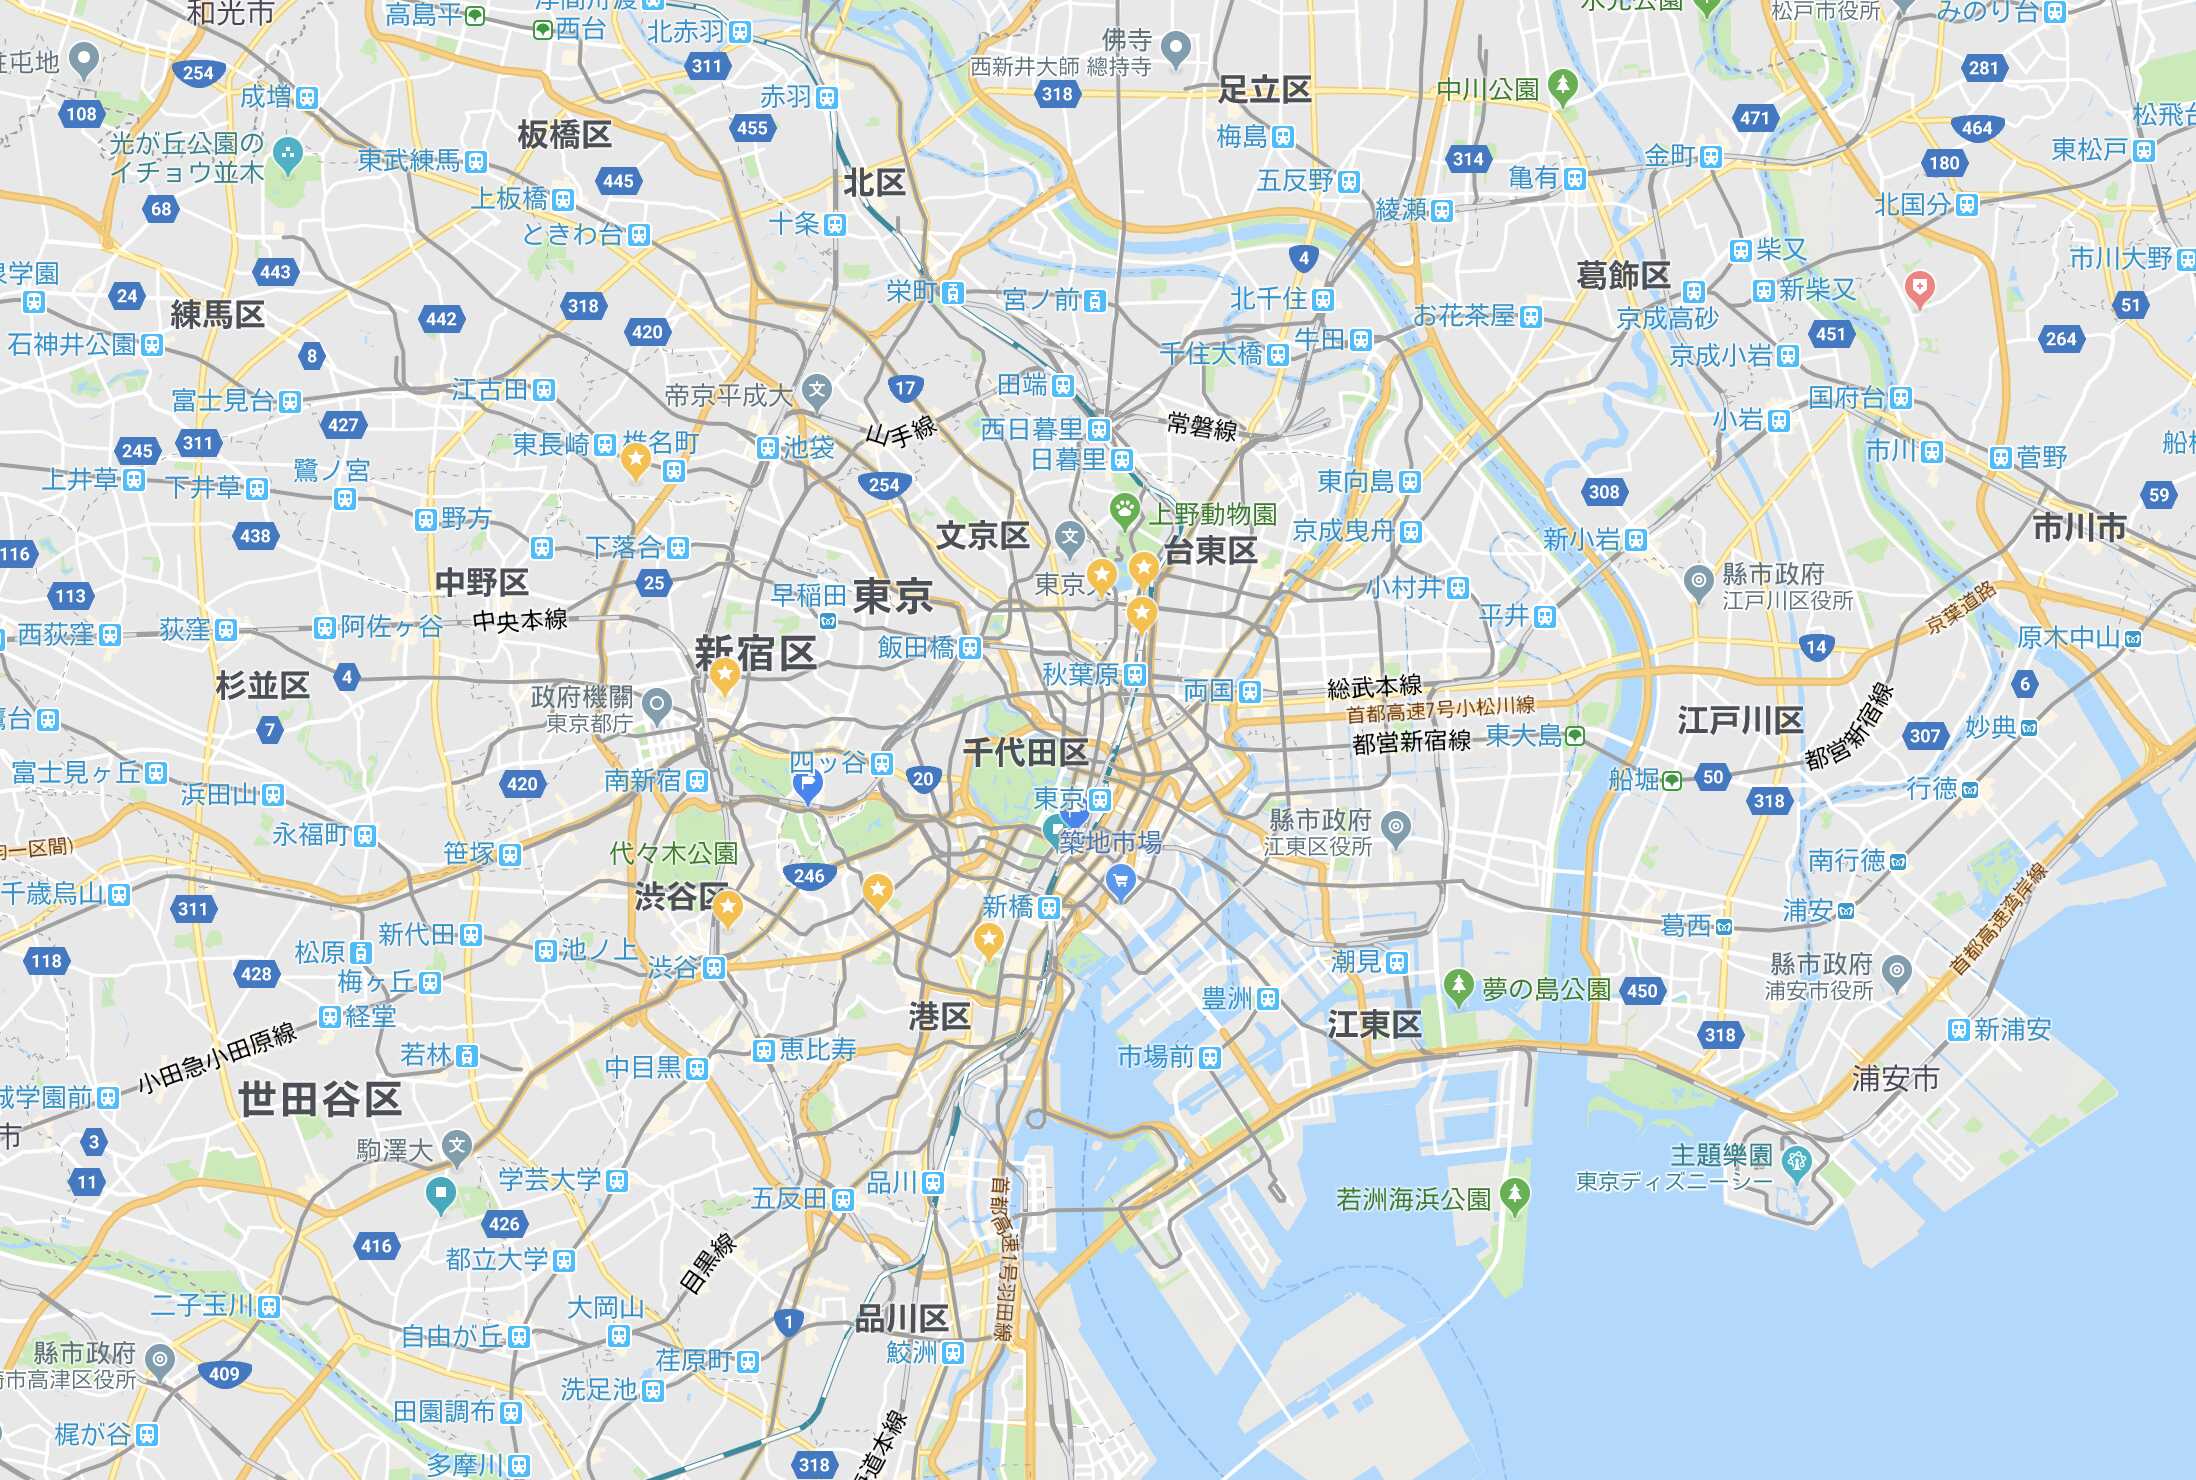 和光市
高島平
西台
北赤羽
311
佛寺
西新井大師 總持寺
318
足立区
中川公園
松戸市役所
みのり台
281
254
成増
108
赤羽
455
梅島
471
464
松飛台
光が丘公園の
イチョウ並木
板橋区
東武練馬
445
北区
五反野
314
亀有
金町
180
東松戸
68
上板橋
十条
綾瀬
北国分
ときわ台
443
4
葛飾区
柴又
市川大野
24
318
栄町
宮ノ前
北千住
新柴又
51
練馬区
442
420
お花茶屋
京成高砂
451
264
石神井公園
8
千住大橋
牛田
京成小岩
富士見台
江古田
帝京平成大
17
田端
国府台
427
山手線
西日暮里
常磐線
小岩
245
311
東長崎
椎名町
池袋
日暮里
市川
菅野
鷺ノ宮
上井草
下井草
254
東向島
308
59
438
野方
文京区
上野動物園
京成曳舟
新小岩
市川市
116
下落合
台東区
113
中野区
25
早稲田
東京
小村井
縣市政府
江戸川区役所
京葉道路
西荻窪
荻窪
阿佐ヶ谷
中央本線
新宿区
飯田橋
平井
14
原木中山
杉並区
4
秋葉原
両国
総武本線
6
政府機關
東京都庁
首都高速7号小松川線
江戸川区
都営新宿線
7
千代田区
都営新宿線
東大島
307
妙典
富士見ヶ丘
420
南新宿
四ッ谷
20
船堀
50
318
行徳
浜田山
東京
永福町
縣市政府
江東区役所
築地市場
笹塚
代々木公園
246
南行徳
首都高速湾岸線
千歳烏山
311
渋谷区
新橋
浦安
葛西
新代田
松原
池ノ上
渋谷
118
428
梅ヶ丘
潮見
夢の島公園
450
縣市政府
浦安市役所
豊洲
経堂
港区
江東区
318
新浦安
小田急小田原線
若林
中目黒
恵比寿
市場前
浦安市
世田谷区
3
駒澤大
主題樂園
東京ディズニーシー
11
学芸大学
五反田
品川
若洲海浜公園
426
首都高速1号羽田線
416
都立大学
目黒線
二子玉川
大岡山
品川区
自由が丘
1
縣市政府
409
荏原町
鮫洲
洗足池
田園調布
梶が谷
多摩川
318